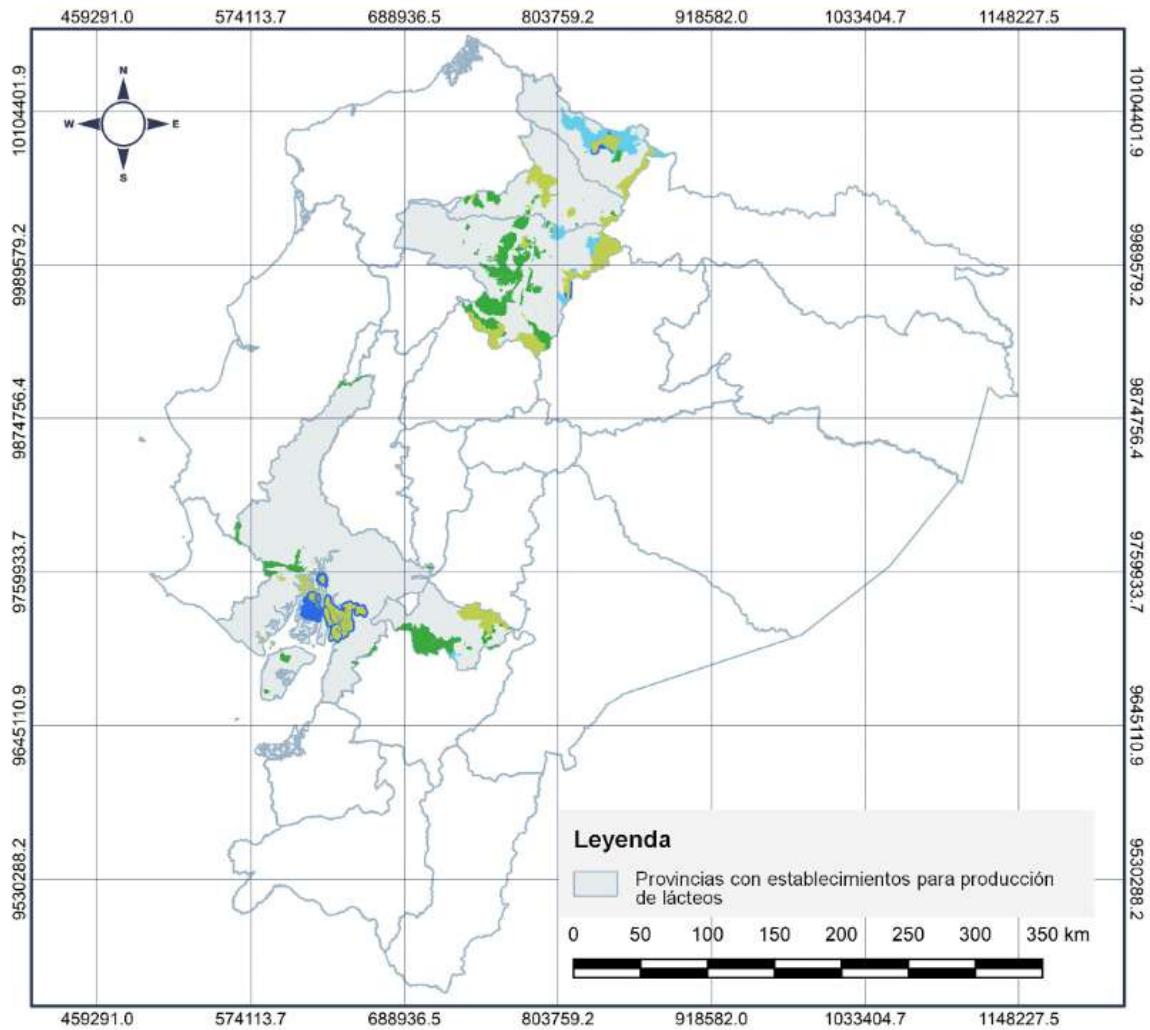 459291.0 574113.7 688936.5 803759.2 918582.0 1033404.7 1148227.5
N
W E
S
10104401.9 10104401.9
9989579.2 9989579.2
9874756.4 9874756.4
9759933.7 9759933.7
9645110.9 9645110.9
9530288.2 9530288.2
Leyenda
Provincias con establecimientos para producción
de lácteos
0 50 100 150 200 250 300 350 km
459291.0 574113.7 688936.5 803759.2 918582.0 1033404.7 1148227.5